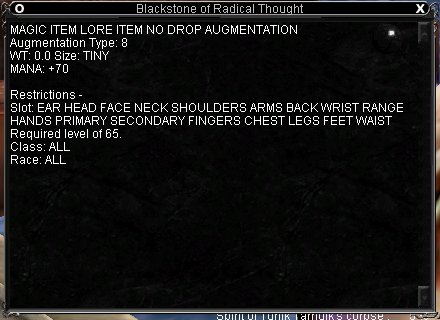 O Blackstone of Radical Thought X
MAGIC ITEM LORE ITEM NO DROP AUGMENTATION
Augmentation Type: 8
WT: 0.0 Size: TINY
MANA: +70
Restrictions -
Slot: EAR HEAD FACE NECK SHOULDERS ARMS BACK WRIST RANGE
HANDS PRIMARY SECONDARY FINGERS CHEST LEGS FEET WAIST
Required level of 65.
Class: ALL
Race: ALL